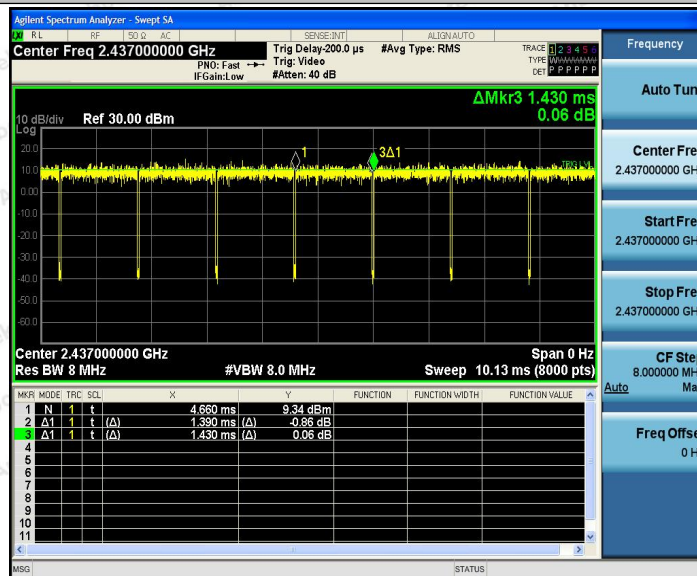 Agilent Spectrum Analyzer - Swept SA
LXI RL RF 50 Ω AC SENSE:INT ALIGN AUTO
Center Freq 2.437000000 GHz
PNO: Fast
IFGain:Low
Trig Delay-200.0 µs
Trig: Video
#Atten: 40 dB
#Avg Type: RMS
TRACE 1 2 3 4 5 6
TYPE WWWWWW
DET P P P P P P
Frequency
ΔMkr3 1.430 ms
0.06 dB
10 dB/div Ref 30.00 dBm
Log
20.0
10.0
0.00
-10.0
-20.0
-30.0
-40.0
-50.0
-60.0
1
3Δ1
TRIG LVL
Center 2.437000000 GHz Span 0 Hz
Res BW 8 MHz #VBW 8.0 MHz Sweep 10.13 ms (8000 pts)
MKR MODE TRC SCL X Y FUNCTION FUNCTION WIDTH FUNCTION VALUE
1 N 1 t 4.660 ms 9.34 dBm
2 Δ1 1 t (Δ) 1.390 ms (Δ) -0.86 dB
3 Δ1 1 t (Δ) 1.430 ms (Δ) 0.06 dB
4
5
6
7
8
9
10
11
MSG STATUS
Auto Tun
Center Fre
2.437000000 GH
Start Fre
2.437000000 GH
Stop Fre
2.437000000 GH
CF Ste
8.000000 MH
Auto Ma
Freq Offse
0 H